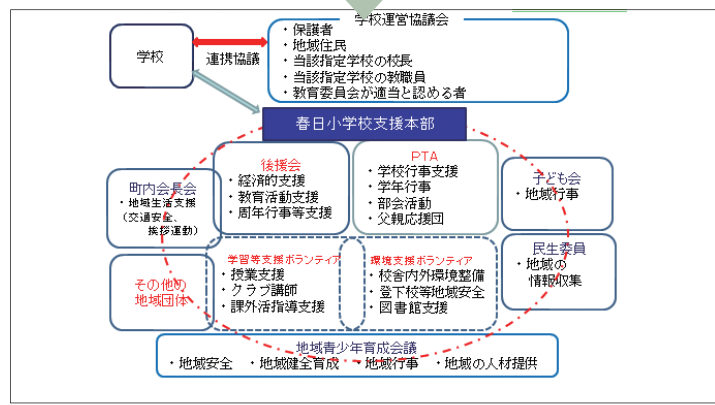 学校運営協議会
・保護者
・地域住民
・当該指定学校の校長
・当該指定学校の教職員
・教育委員会が適当と認める者
学校
連携協議
春日小学校支援本部
後援会
・経済的支援
・教育活動支援
・周年行事等支援
PTA
・学校行事支援
・学年行事
・部会活動
・父親応援団
町内会長会
・地域生活支援
（交通安全、
挨拶運動）
子ども会
・地域行事
その他の
地域団体
学習等支援ボランティア
・授業支援
・クラブ講師
・課外活指導支援
環境支援ボランティア
・校舎内外環境整備
・登下校等地域安全
・図書館支援
民生委員
・地域の
情報収集
地域青少年育成会議
・地域安全 ・地域健全育成 ・地域行事 ・地域の人材提供